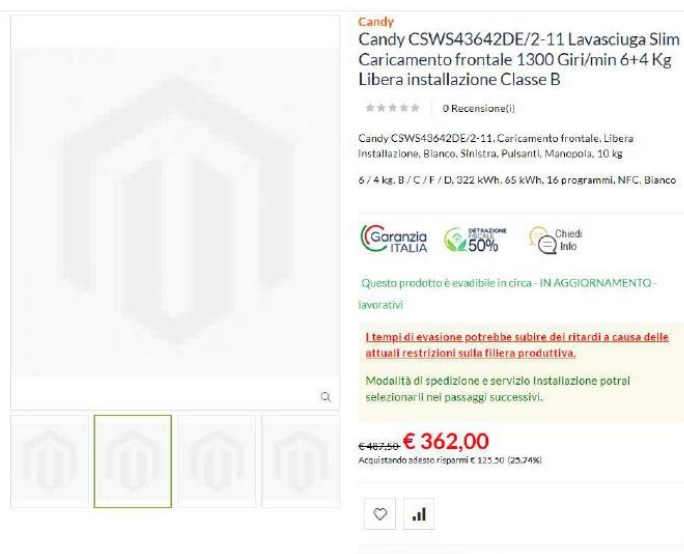 Candy
Candy CSWS43642DE/2-11 Lavasciuga Slim
Caricamento frontale 1300 Giri/min 6+4 Kg
Libera installazione Classe B
0 Recensione(i)
Candy CSWS43642DE/2-11. Caricamento frontale, Libera
installazione, Bianco, Sinistra, Pulsanti, Manopola, 10 kg
6 / 4 kg, B / C / F / D, 322 kWh, 65 kWh, 16 programmi, NFC, Bianco
Garanzia
ITALIA
DETRAZIONE
FISCALE
50%
Chiedi
Info
Questo prodotto è evadibile in circa - IN AGGIORNAMENTO -
lavorativi
I tempi di evasione potrebbe subire dei ritardi a causa delle
attuali restrizioni sulla filiera produttiva.
Modalità di spedizione e servizio Installazione potrai
selezionarli nei passaggi successivi.
€ 487,50 € 362,00
Acquistando adesso risparmi € 125,50 (25.74%)